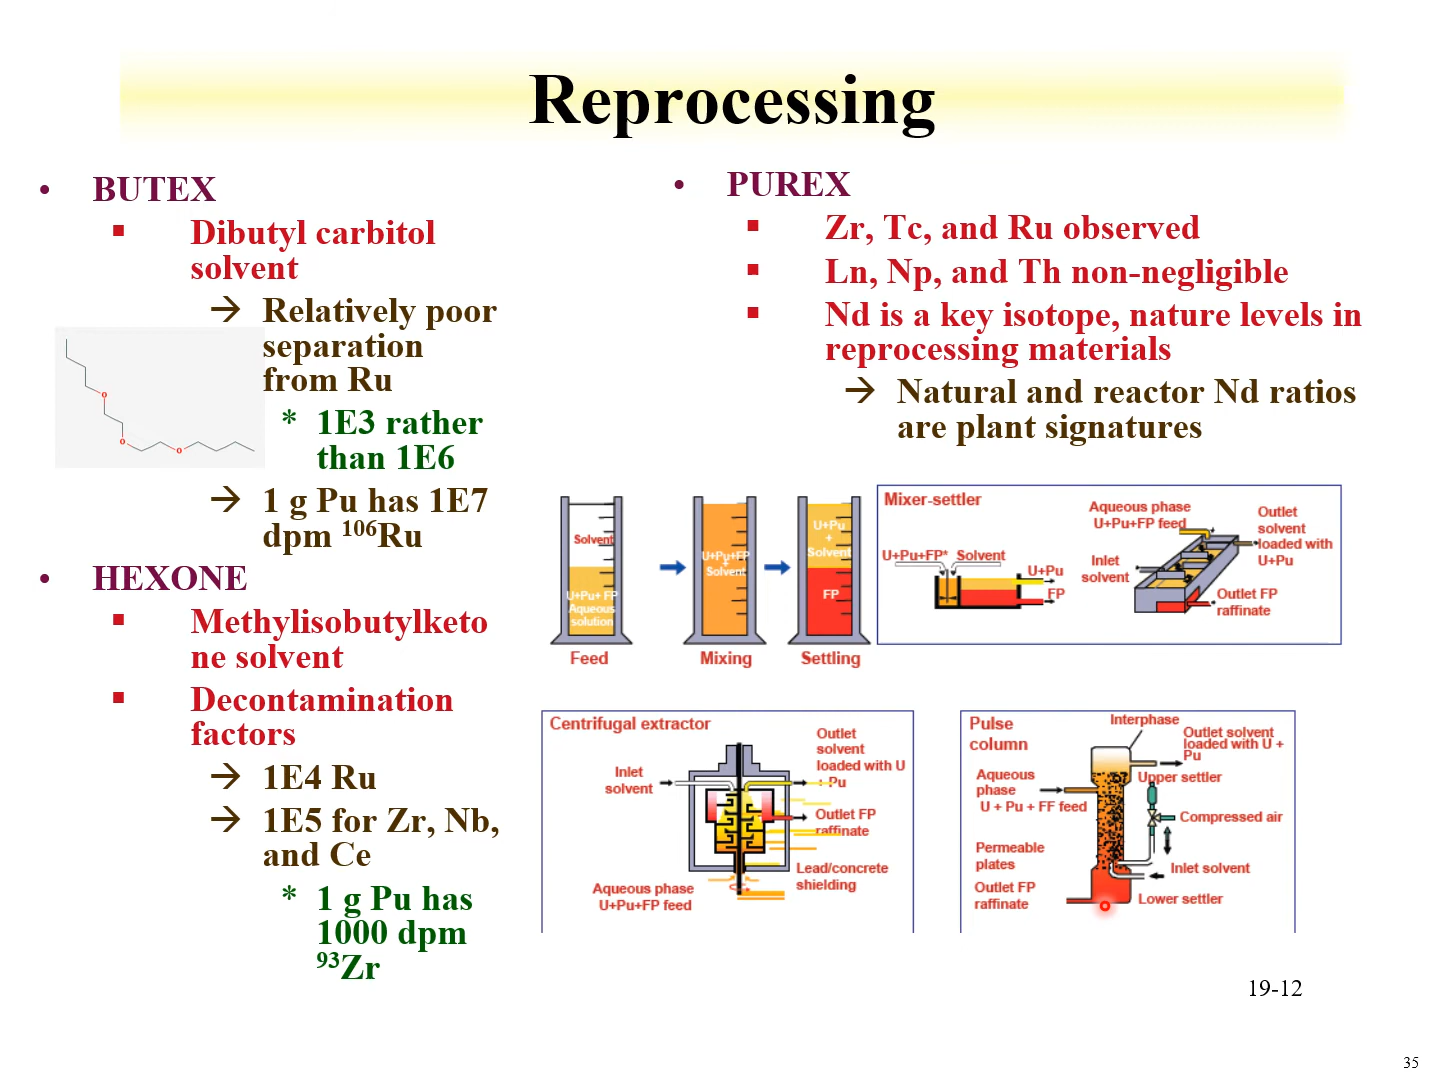 Reprocessing
• BUTEX
▪ Dibutyl carbitol
solvent
→ Relatively poor
separation
from Ru
* 1E3 rather
than 1E6
→ 1 g Pu has 1E7
dpm ¹⁰⁶Ru
• HEXONE
▪ Methylisobutylketo
ne solvent
▪ Decontamination
factors
→ 1E4 Ru
→ 1E5 for Zr, Nb,
and Ce
* 1 g Pu has
1000 dpm
⁹³Zr
• PUREX
▪ Zr, Tc, and Ru observed
▪ Ln, Np, and Th non-negligible
▪ Nd is a key isotope, nature levels in
reprocessing materials
→ Natural and reactor Nd ratios
are plant signatures
o
o
o
Solvent
U+Pu+ FP
Aqueous
solution
Feed
U+Pu+FP
+
Solvent
Mixing
U+Pu
+
Solvent
FP
Settling
Mixer-settler
U+Pu+FP* Solvent
U+Pu
FP
Aqueous phase
U+Pu+FP feed
Inlet
solvent
Outlet
solvent
loaded with
U+Pu
Outlet FP
raffinate
Centrifugal extractor
Inlet
solvent
Outlet
solvent
loaded with U
+ Pu
Outlet FP
raffinate
Lead/concrete
shielding
Aqueous phase
U+Pu+FP feed
Pulse
column
Interphase
Outlet solvent
loaded with U +
Pu
Upper settler
Aqueous
phase
U + Pu + FF feed
Compressed air
Permeable
plates
Inlet solvent
Outlet FP
raffinate
Lower settler
19-12
35